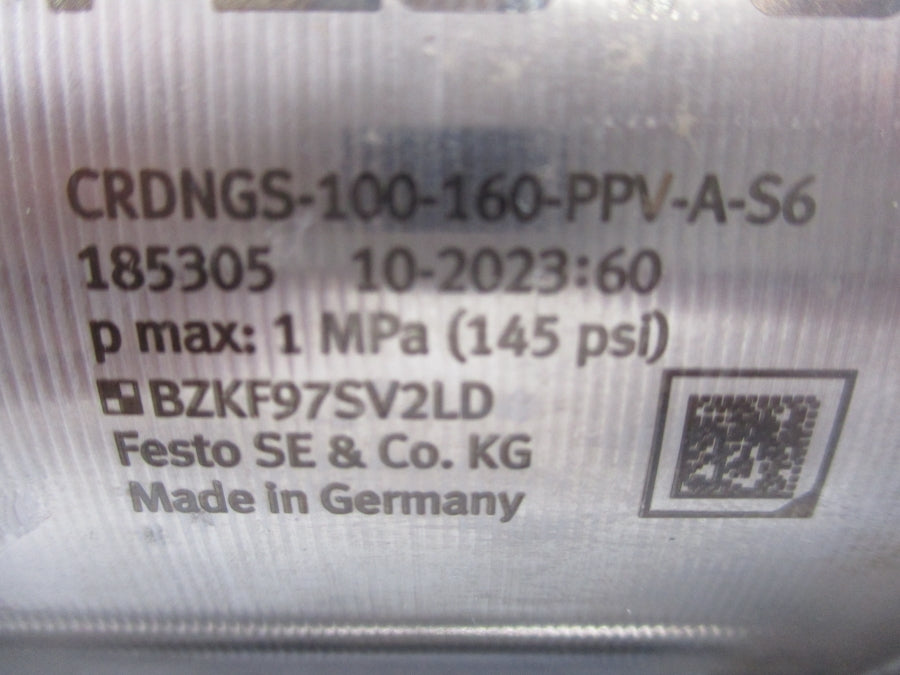 CRDNGS-100-160-PPV-A-S6
185305 10-2023:60
p max: 1 MPa (145 psi)
BZKF97SV2LD
Festo SE & Co. KG
Made in Germany